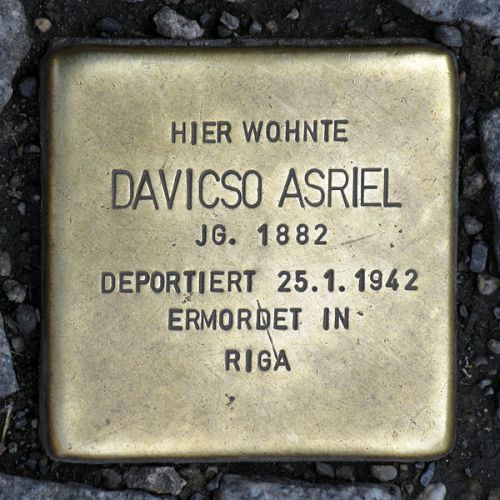 HIER WOHNTE
DAVICSO ASRIEL
JG. 1882
DEPORTIERT 25.1.1942
ERMORDET IN
RIGA